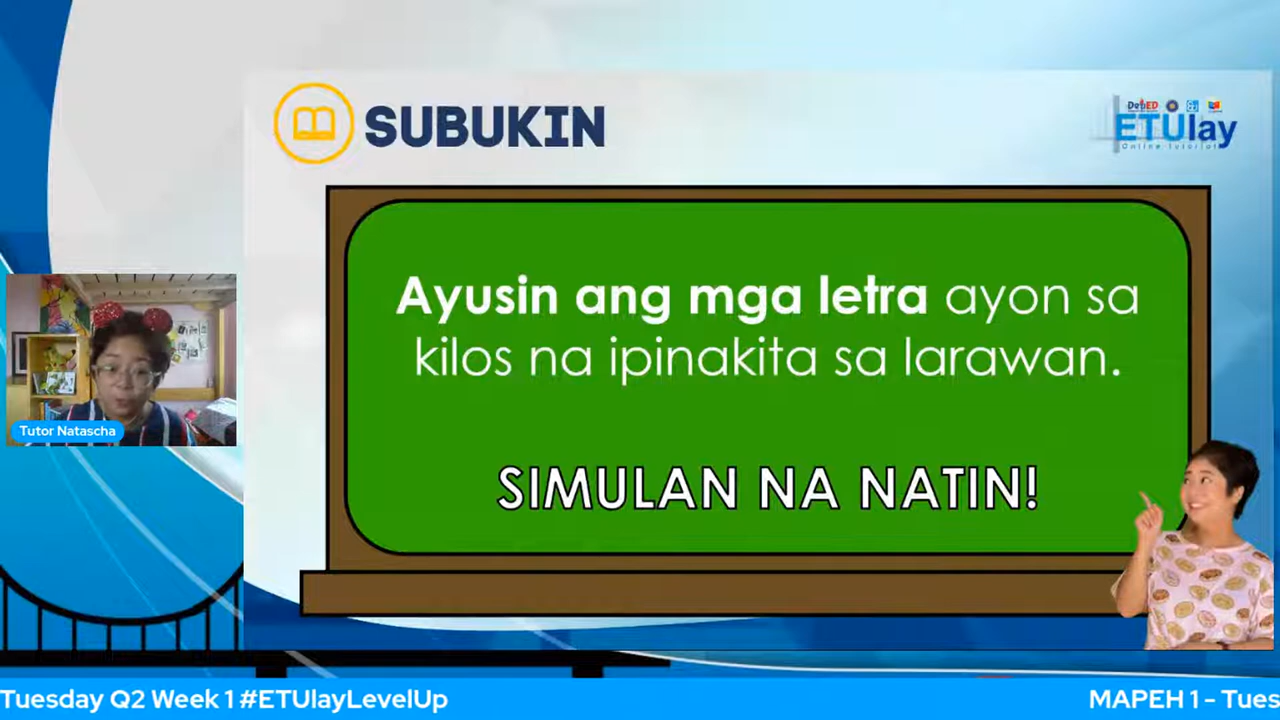 SUBUKIN
DepED
ETUlay
Online Tutorial
Ayusin ang mga letra ayon sa
kilos na ipinakita sa larawan.
SIMULAN NA NATIN!
Tutor Natascha
Tuesday Q2 Week 1 #ETUlayLevelUp
MAPEH 1 - Tues